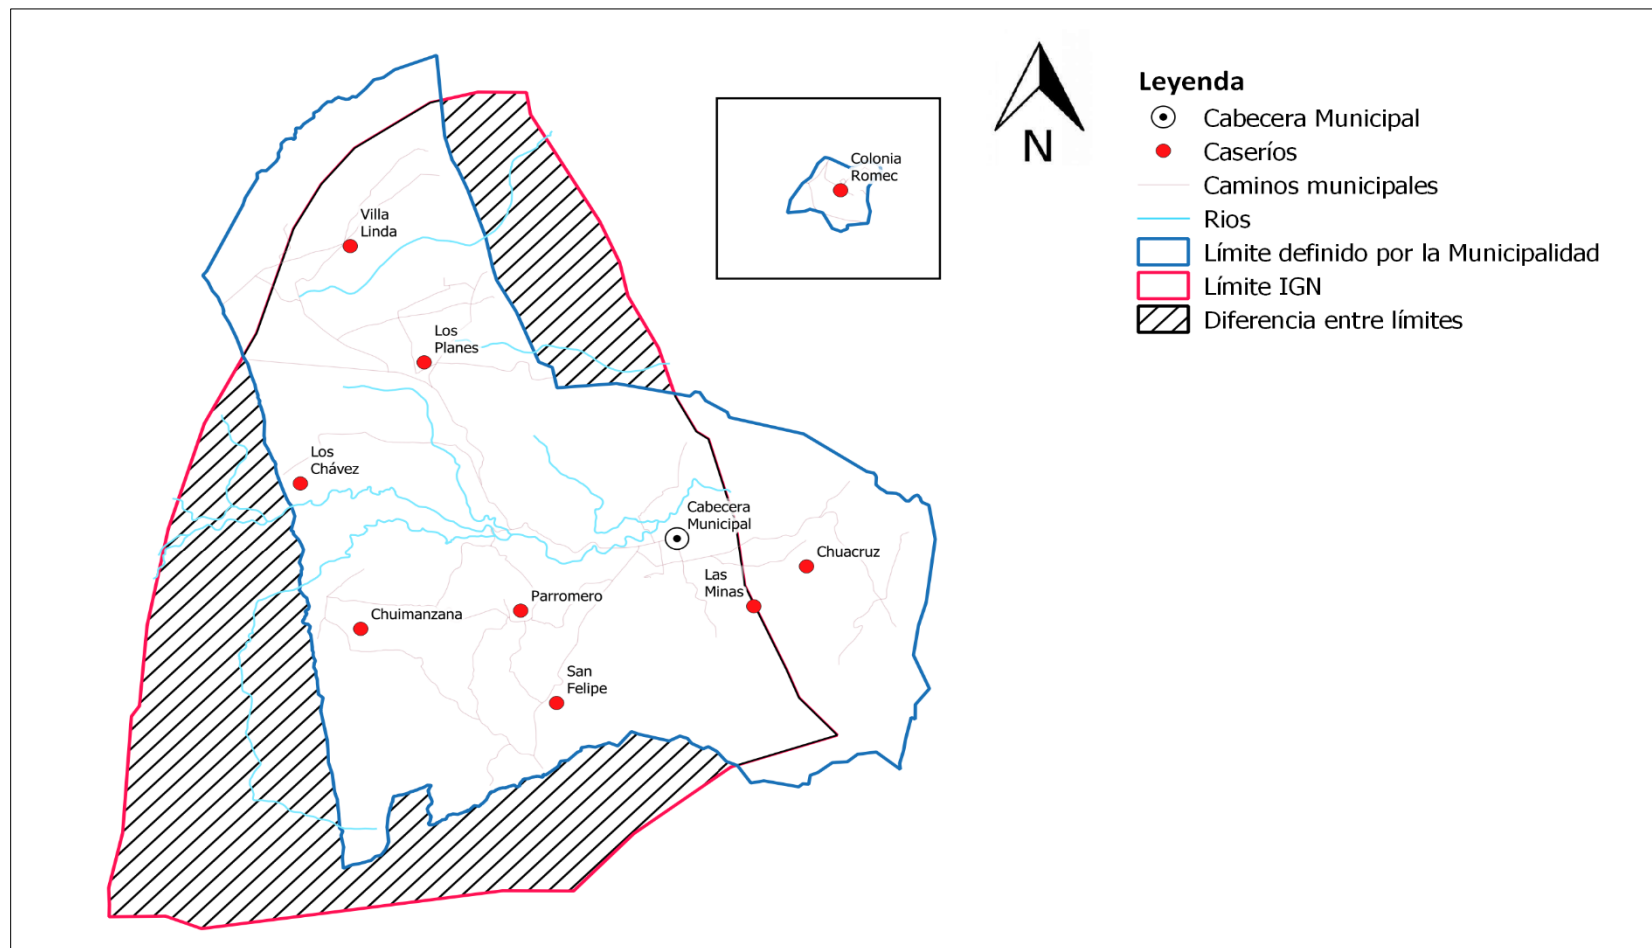 Colonia
Romec
Villa
Linda
Los
Planes
Los
Chávez
Cabecera
Municipal
Chuacruz
Las
Minas
Parromero
Chuimanzana
San
Felipe
N
Leyenda
Cabecera Municipal
Caseríos
Caminos municipales
Rios
Límite definido por la Municipalidad
Límite IGN
Diferencia entre límites